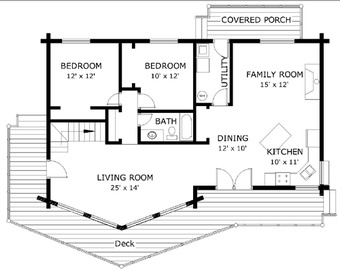 COVERED PORCH
BEDROOM
12' x 12'
BEDROOM
10' x 12'
UTILITY
FAMILY ROOM
15' x 12'
BATH
DINING
12' x 10'
KITCHEN
10' x 11'
LIVING ROOM
25' x 14'
Deck